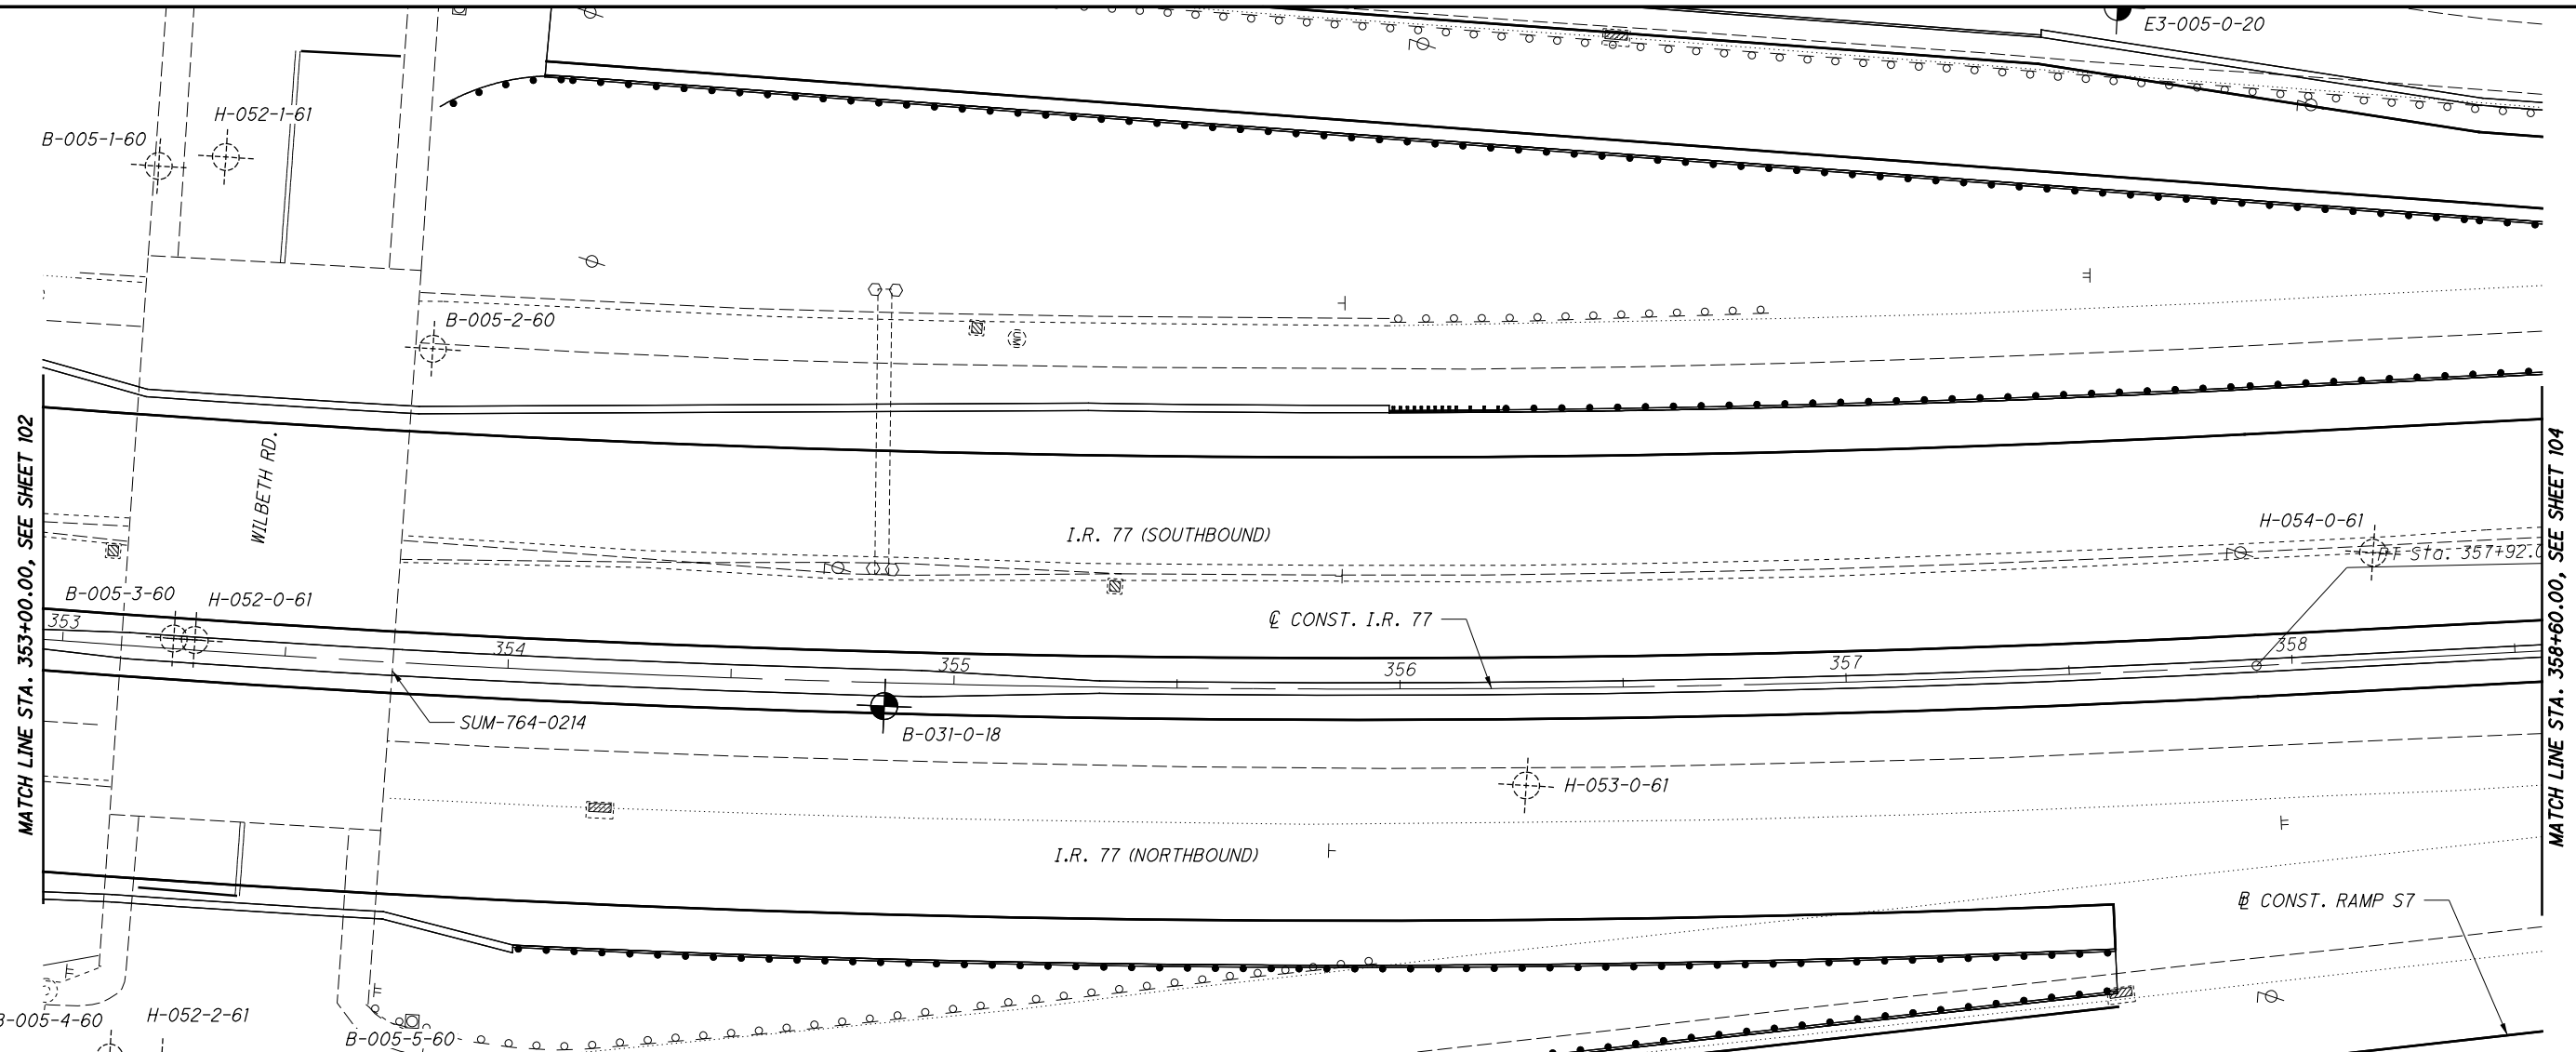 E3-005-0-20
H-052-1-61
B-005-1-60
B-005-2-60
MATCH LINE STA. 353+00.00, SEE SHEET 102
WILBETH RD.
MATCH LINE STA. 358+60.00, SEE SHEET 104
I.R. 77 (SOUTHBOUND)
H-054-0-61
PT Sta. 357+92.0
B-005-3-60
H-052-0-61
℄ CONST. I.R. 77
353
354
355
356
357
358
SUM-764-0214
B-031-0-18
H-053-0-61
I.R. 77 (NORTHBOUND)
B CONST. RAMP S7
B-005-4-60
H-052-2-61
B-005-5-60